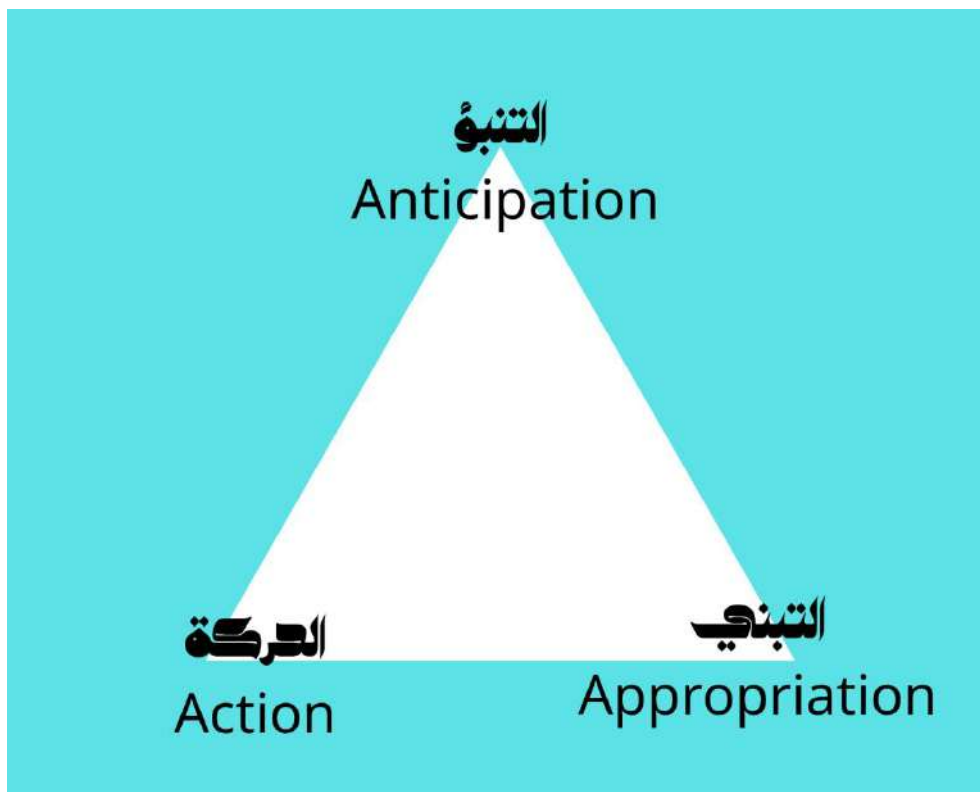 التنبؤ
Anticipation
الحركة
Action
التبني
Appropriation